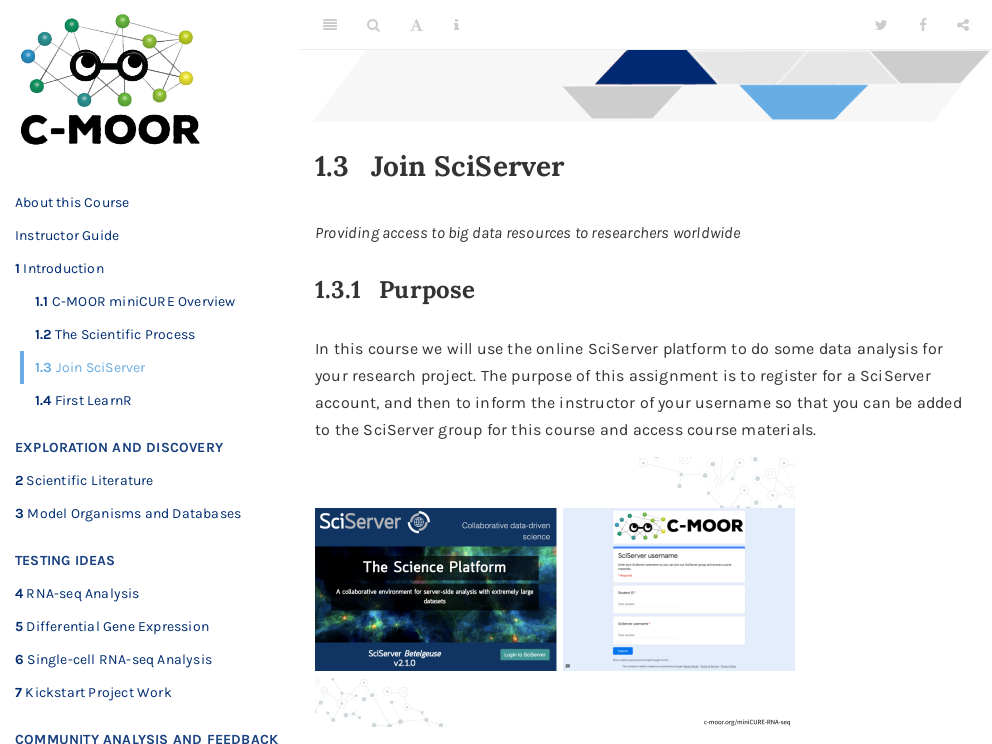 C-MOOR
About this Course
Instructor Guide
1 Introduction
1.1 C-MOOR miniCURE Overview
1.2 The Scientific Process
1.3 Join SciServer
1.4 First LearnR
EXPLORATION AND DISCOVERY
2 Scientific Literature
3 Model Organisms and Databases
TESTING IDEAS
4 RNA-seq Analysis
5 Differential Gene Expression
6 Single-cell RNA-seq Analysis
7 Kickstart Project Work
COMMUNITY ANALYSIS AND FEEDBACK
1.3 Join SciServer
Providing access to big data resources to researchers worldwide
1.3.1 Purpose
In this course we will use the online SciServer platform to do some data analysis for
your research project. The purpose of this assignment is to register for a SciServer
account, and then to inform the instructor of your username so that you can be added
to the SciServer group for this course and access course materials.
SciServer
Collaborative data-driven
science
The Science Platform
A collaborative environment for server-side analysis with extremely large
datasets
SciServer Betelgeuse
v2.1.0
Login to SciServer
C-MOOR
SciServer username
* Required
Student ID *
Your answer
SciServer username *
Your answer
Submit
c-moor.org/miniCURE-RNA-seq